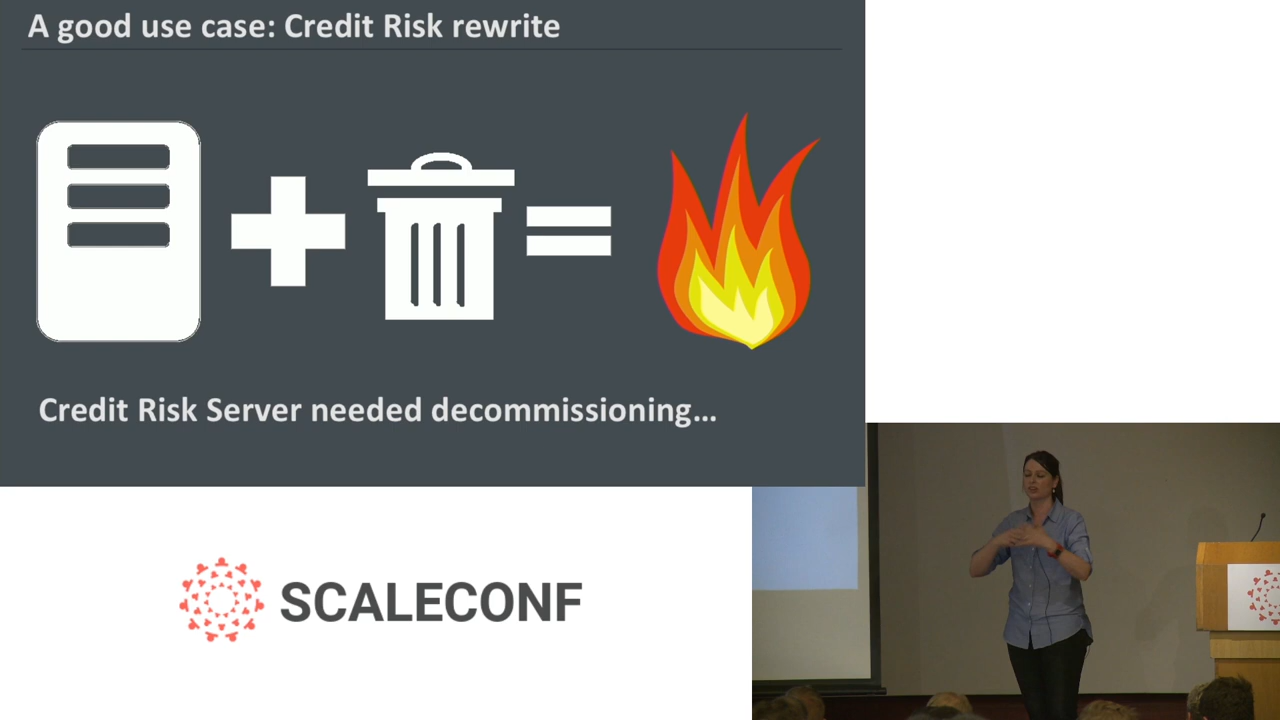 A good use case: Credit Risk rewrite
Credit Risk Server needed decommissioning...
SCALECONF